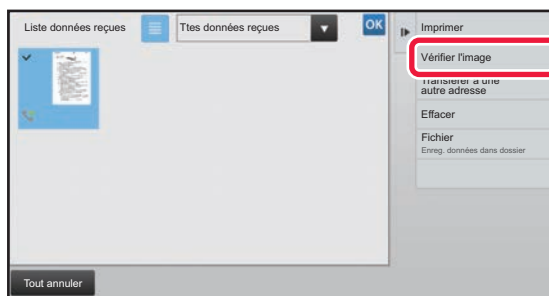 Liste données reçues
Ttes données reçues
OK
Imprimer
Vérifier l'image
Transférer à une
autre adresse
Effacer
Fichier
Enreg. données dans dossier
Tout annuler